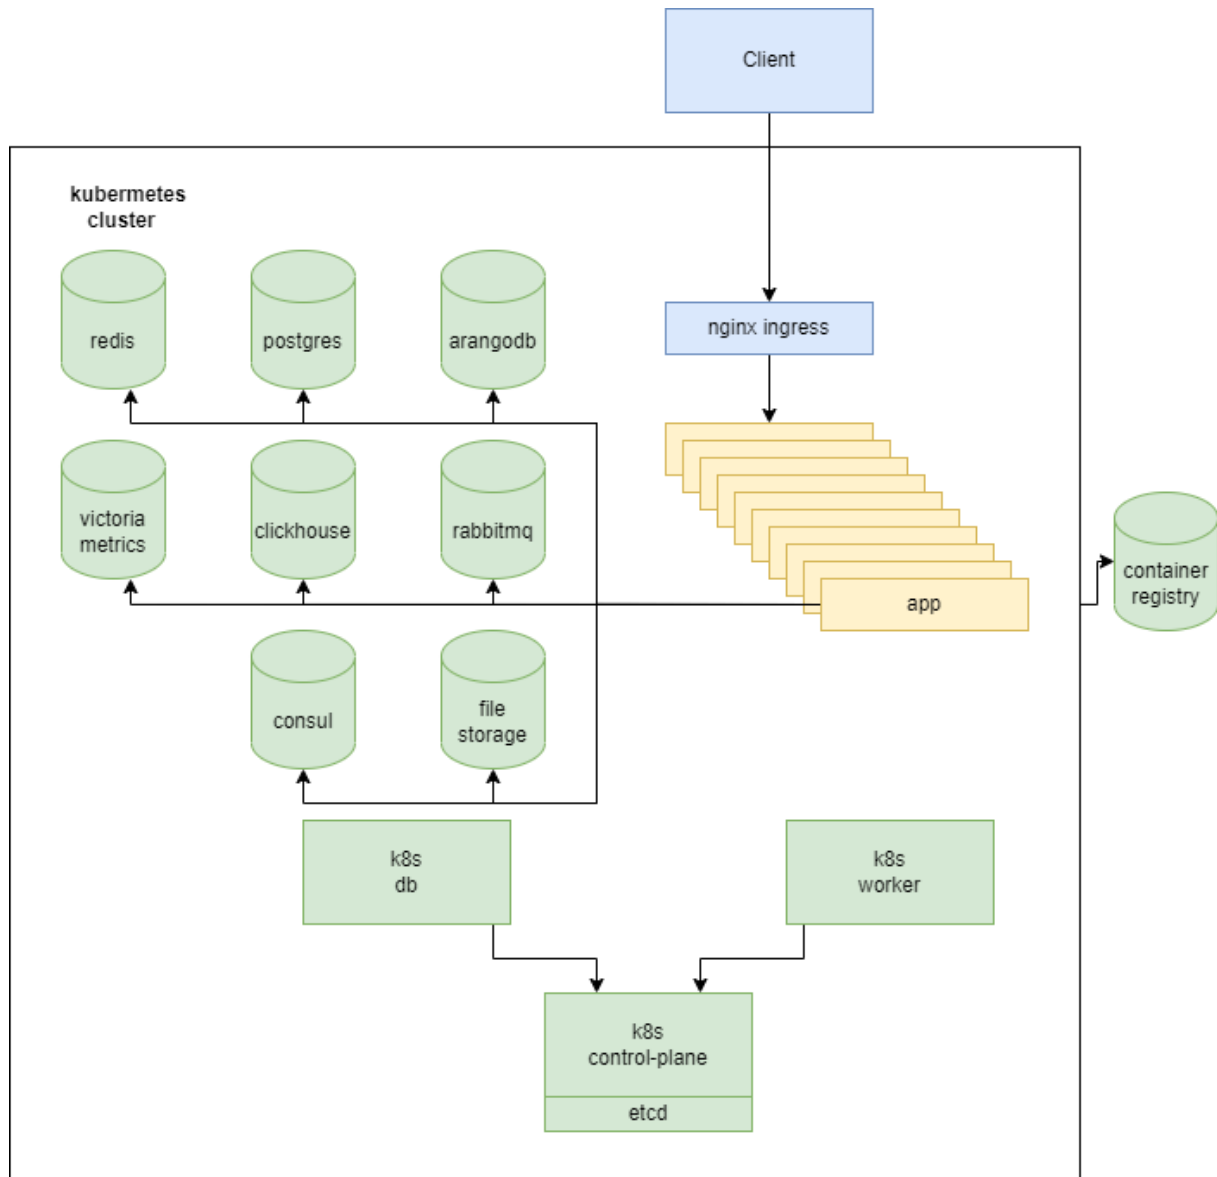 Client
kubermetes
cluster
redis
postgres
arangodb
nginx ingress
victoria
metrics
clickhouse
rabbitmq
app
container
registry
consul
file
storage
k8s
db
k8s
worker
k8s
control-plane
etcd